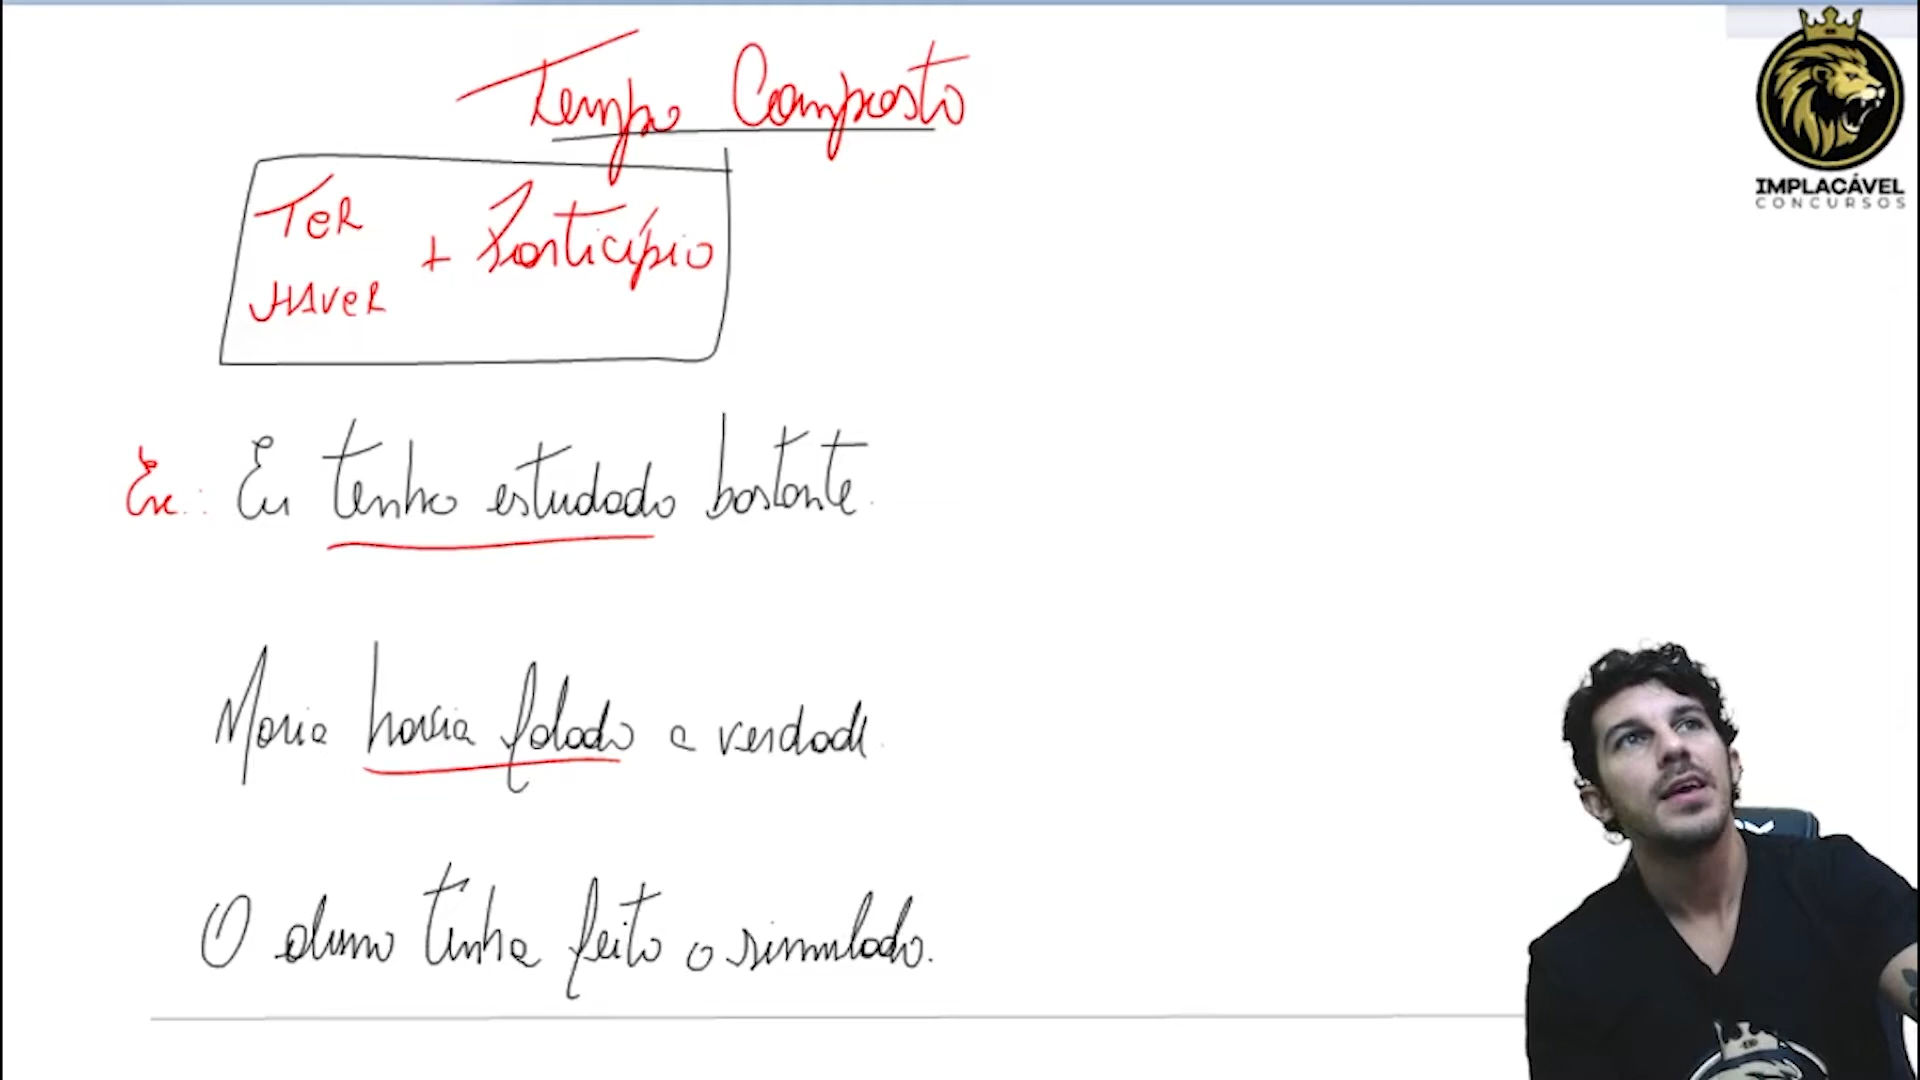 Tempo Composto
TER
+ Particípio
HAVER
Ex.: Eu tenho estudado bastante.
Maria havia falado a verdade.
O aluno tinha feito o simulado.
IMPLACÁVEL
CONCURSOS